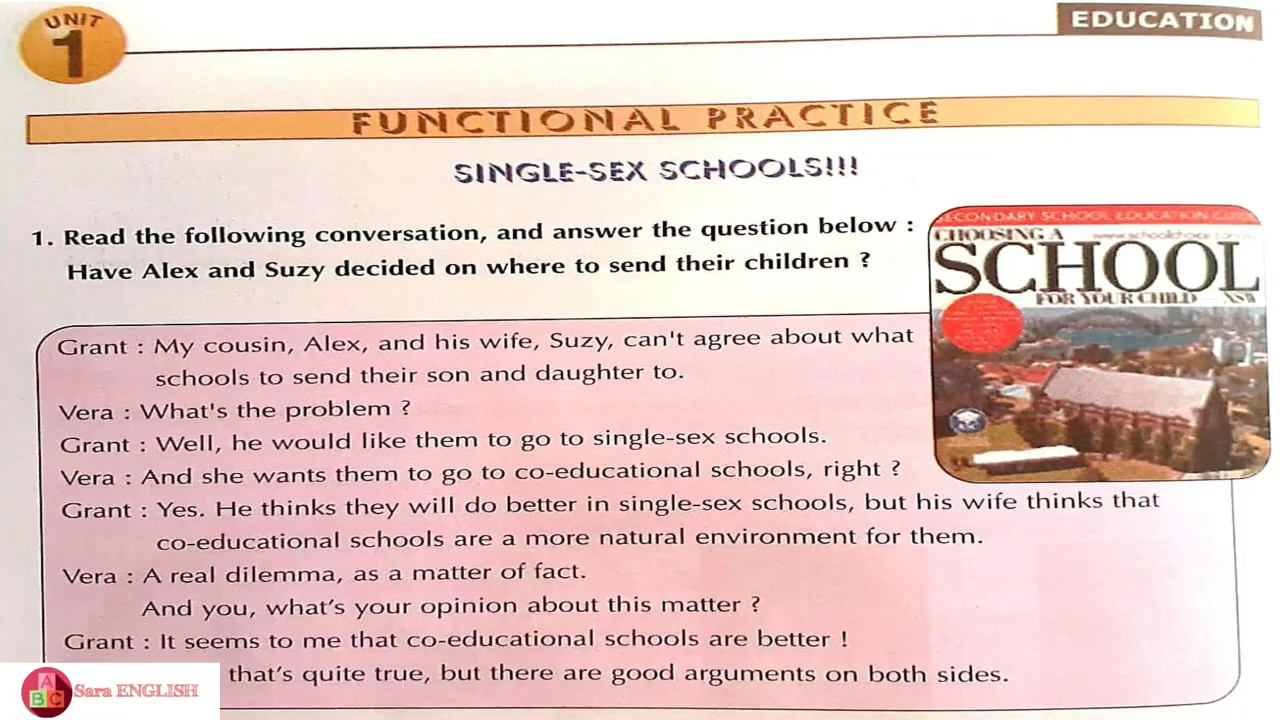 UNIT
1
EDUCATION
FUNCTIONAL PRACTICE
SINGLE-SEX SCHOOLS!!!
1. Read the following conversation, and answer the question below :
Have Alex and Suzy decided on where to send their children ?
SECONDARY SCHOOL EDUCATION GUIDE
CHOOSING A
SCHOOL
FOR YOUR CHILD – NSW
Grant : My cousin, Alex, and his wife, Suzy, can't agree about what
schools to send their son and daughter to.
Vera : What's the problem ?
Grant : Well, he would like them to go to single-sex schools.
Vera : And she wants them to go to co-educational schools, right ?
Grant : Yes. He thinks they will do better in single-sex schools, but his wife thinks that
co-educational schools are a more natural environment for them.
Vera : A real dilemma, as a matter of fact.
And you, what's your opinion about this matter ?
Grant : It seems to me that co-educational schools are better !
that's quite true, but there are good arguments on both sides.
ABC
Sara ENGLISH